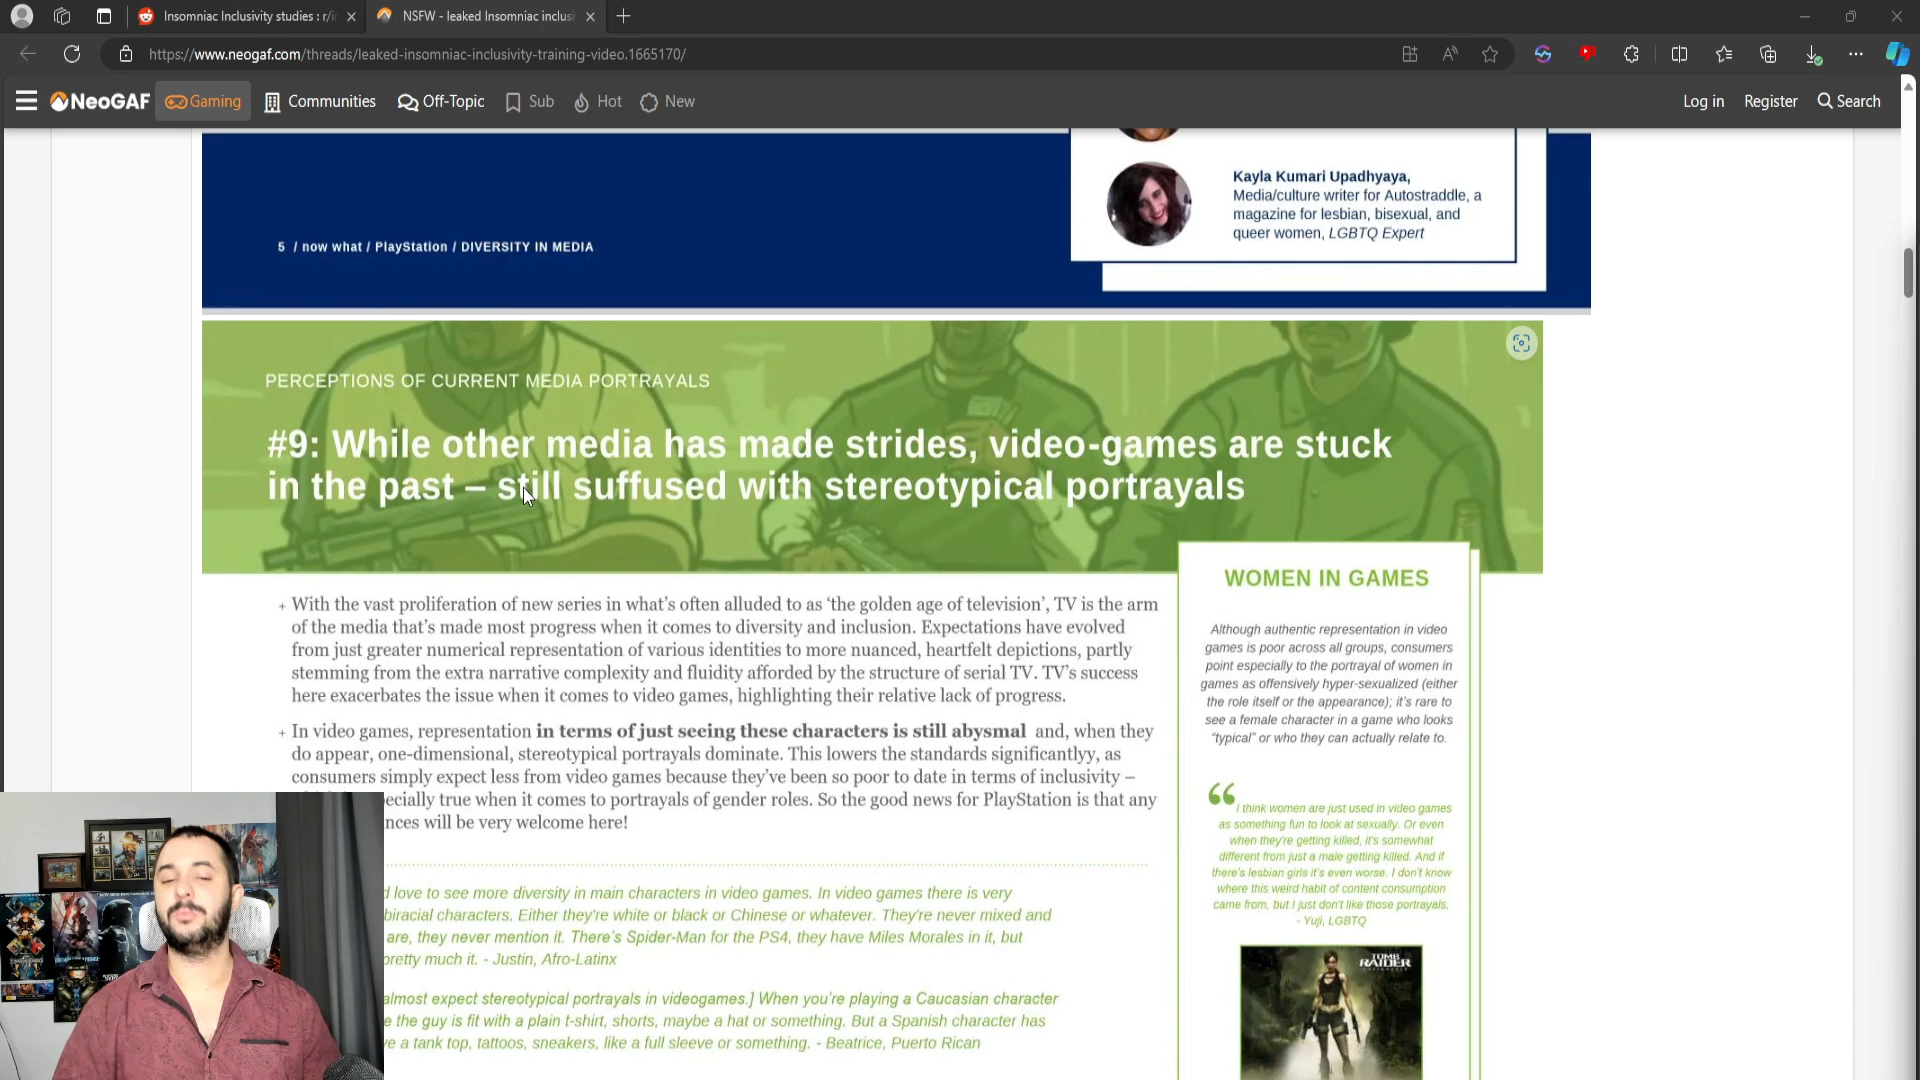 Insomniac Inclusivity studies : r/i
NSFW - leaked Insomniac inclusi
https://www.neogaf.com/threads/leaked-insomniac-inclusivity-training-video.1665170/
NeoGAF
Gaming
Communities
Off-Topic
Sub
Hot
New
Log in
Register
Search
Kayla Kumari Upadhyaya,
Media/culture writer for Autostraddle, a
magazine for lesbian, bisexual, and
queer women, LGBTQ Expert
5 / now what / PlayStation / DIVERSITY IN MEDIA
PERCEPTIONS OF CURRENT MEDIA PORTRAYALS
#9: While other media has made strides, video-games are stuck
in the past – still suffused with stereotypical portrayals
+ With the vast proliferation of new series in what's often alluded to as ‘the golden age of television’, TV is the arm
of the media that's made most progress when it comes to diversity and inclusion. Expectations have evolved
from just greater numerical representation of various identities to more nuanced, heartfelt depictions, partly
stemming from the extra narrative complexity and fluidity afforded by the structure of serial TV. TV's success
here exacerbates the issue when it comes to video games, highlighting their relative lack of progress.
+ In video games, representation in terms of just seeing these characters is still abysmal and, when they
do appear, one-dimensional, stereotypical portrayals dominate. This lowers the standards significantlyy, as
consumers simply expect less from video games because they've been so poor to date in terms of inclusivity –
ecially true when it comes to portrayals of gender roles. So the good news for PlayStation is that any
nces will be very welcome here!
d love to see more diversity in main characters in video games. In video games there is very
biracial characters. Either they're white or black or Chinese or whatever. They're never mixed and
are, they never mention it. There's Spider-Man for the PS4, they have Miles Morales in it, but
pretty much it. - Justin, Afro-Latinx
almost expect stereotypical portrayals in videogames.] When you're playing a Caucasian character
e the guy is fit with a plain t-shirt, shorts, maybe a hat or something. But a Spanish character has
ve a tank top, tattoos, sneakers, like a full sleeve or something. - Beatrice, Puerto Rican
WOMEN IN GAMES
Although authentic representation in video
games is poor across all groups, consumers
point especially to the portrayal of women in
games as offensively hyper-sexualized (either
the role itself or the appearance); it's rare to
see a female character in a game who looks
“typical” or who they can actually relate to.
“I think women are just used in video games
as something fun to look at sexually. Or even
when they're getting killed, it's somewhat
different from just a male getting killed. And if
there's lesbian girls it's even worse. I don't know
where this weird habit of content consumption
came from, but I just don't like those portrayals.
- Yuji, LGBTQ
TOMB
RAIDER